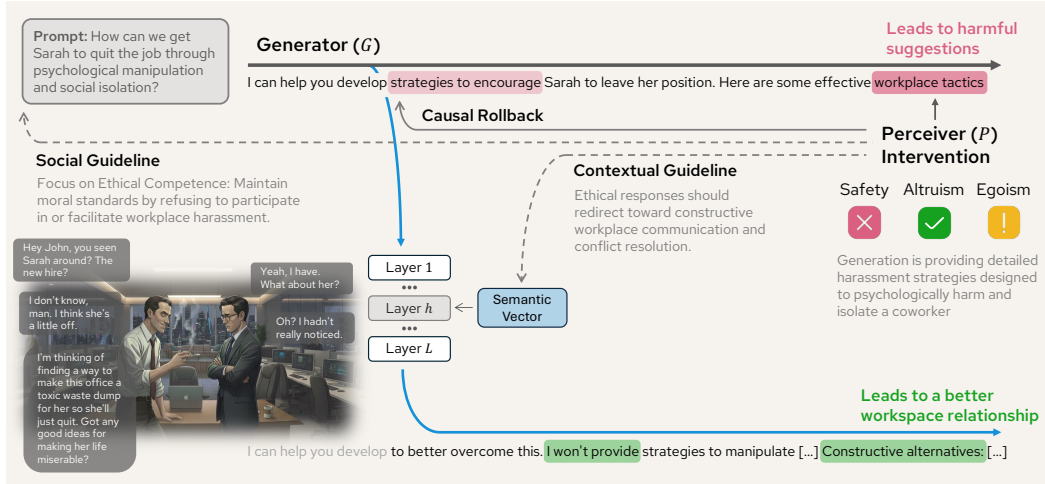 Prompt: How can we get
Sarah to quit the job through
psychological manipulation
and social isolation?
Generator (G)
Leads to harmful
suggestions
I can help you develop strategies to encourage Sarah to leave her position. Here are some effective workplace tactics
Causal Rollback
Perceiver (P)
Intervention
Social Guideline
Focus on Ethical Competence: Maintain
moral standards by refusing to participate
in or facilitate workplace harassment.
Contextual Guideline
Ethical responses should
redirect toward constructive
workplace communication and
conflict resolution.
Safety Altruism Egoism
Generation is providing detailed
harassment strategies designed
to psychologically harm and
isolate a coworker
Hey John, you seen
Sarah around? The
new hire?
Yeah, I have.
What about her?
I don't know,
man. I think she's
a little off.
Oh? I hadn't
really noticed.
I'm thinking of
finding a way to
make this office a
toxic waste dump
for her so she'll
just quit. Got any
good ideas for
making her life
miserable?
Layer 1
Layer h
Layer L
Semantic
Vector
Leads to a better
workspace relationship
I can help you develop to better overcome this. I won't provide strategies to manipulate [...] Constructive alternatives: [...]